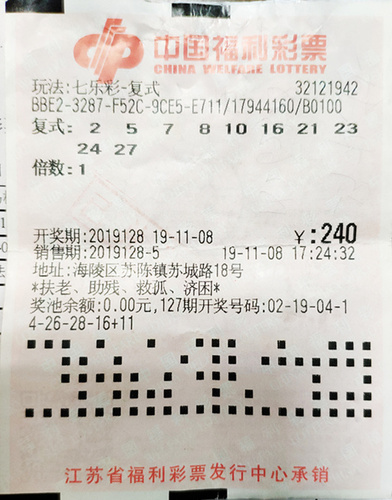 中国福利彩票
CHINA WELFARE LOTTERY
玩法:七乐彩-复式 32121942
BBE2-3287-F52C-9CE5-E711/17944160/B0100
复式: 2 5 7 8 10 16 21 23
24 27
倍数:1
开奖期:2019128 19-11-08 ￥:240
销售期:2019128-5 19-11-08 17:24:32
地址:海陵区苏陈镇苏城路18号
*扶老、助残、救孤、济困*
奖池余额:0.00元,127期开奖号码:02-19-04-1
4-26-28-16+11
江苏省福利彩票发行中心承销